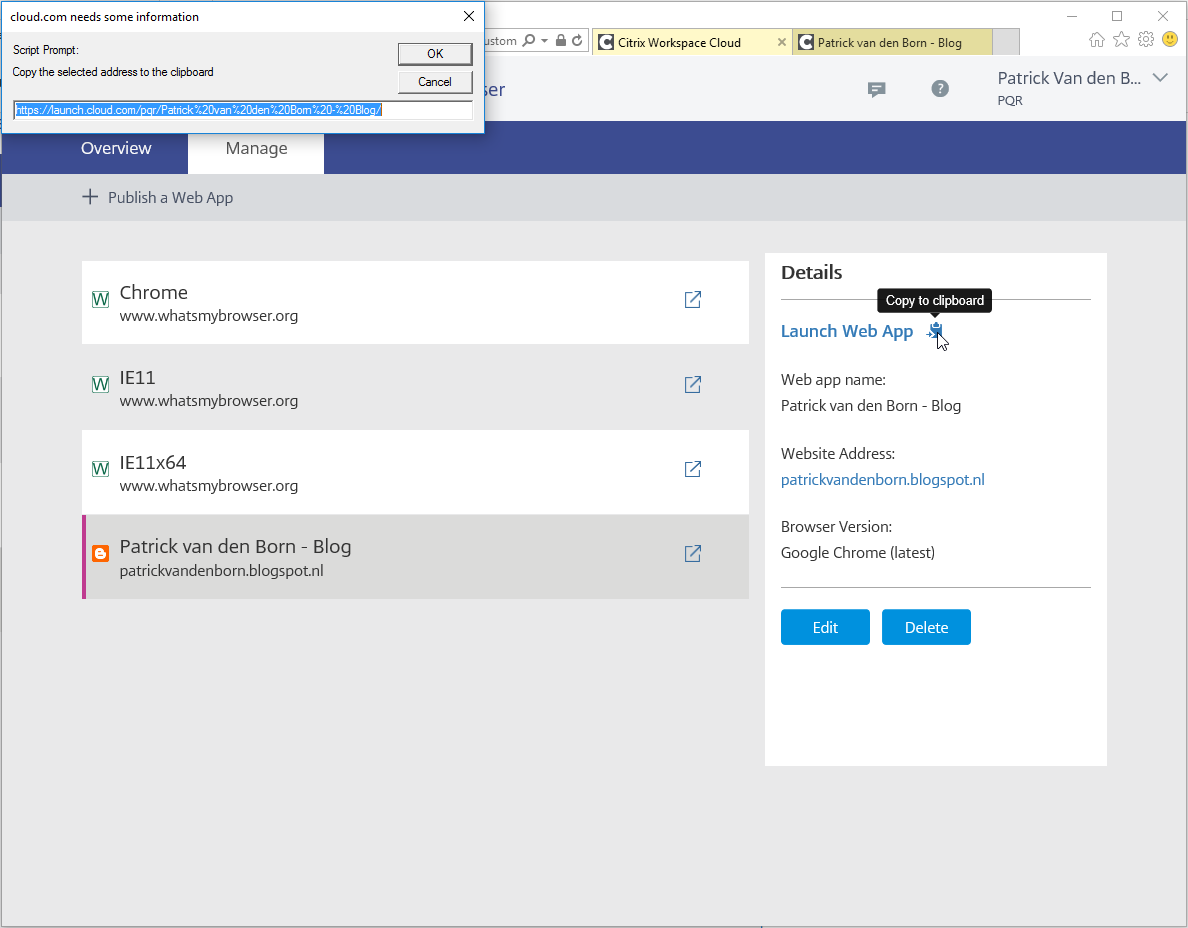 cloud.com needs some information
Script Prompt:
OK
Copy the selected address to the clipboard
Cancel
https://launch.cloud.com/pqr/Patrick%20van%20den%20Born%20-%20Blog/
Citrix Workspace Cloud
Patrick van den Born - Blog
Patrick Van den B...
PQR
Overview
Manage
Publish a Web App
Chrome
www.whatsmybrowser.org
IE11
www.whatsmybrowser.org
IE11x64
www.whatsmybrowser.org
Patrick van den Born - Blog
patrickvandenborn.blogspot.nl
Details
Copy to clipboard
Launch Web App
Web app name:
Patrick van den Born - Blog
Website Address:
patrickvandenborn.blogspot.nl
Browser Version:
Google Chrome (latest)
Edit
Delete